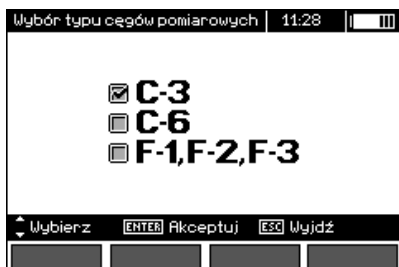 Wybór typu cęgów pomiarowych 11:28
C-3
C-6
F-1,F-2,F-3
Wybierz ENTER Akceptuj ESC Wyjdź